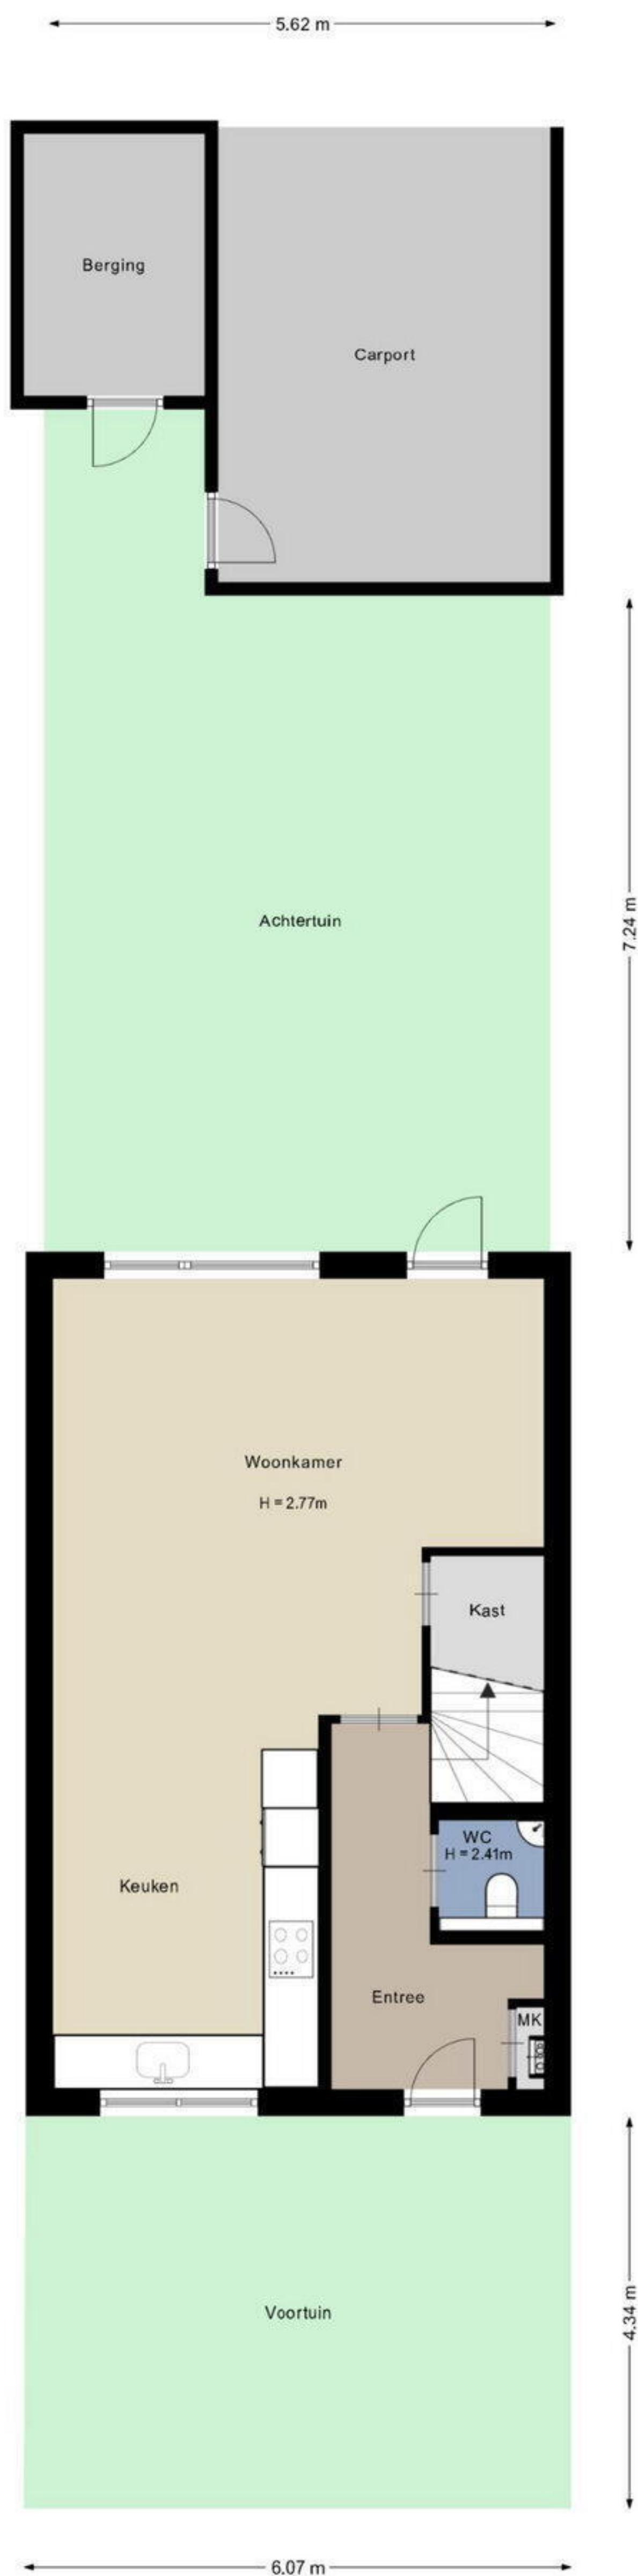 5.62 m
Berging
Carport
Achtertuin
7.24 m
Woonkamer
H = 2.77m
Kast
WC
H = 2.41m
Keuken
Entree
MK
Voortuin
4.34 m
6.07 m